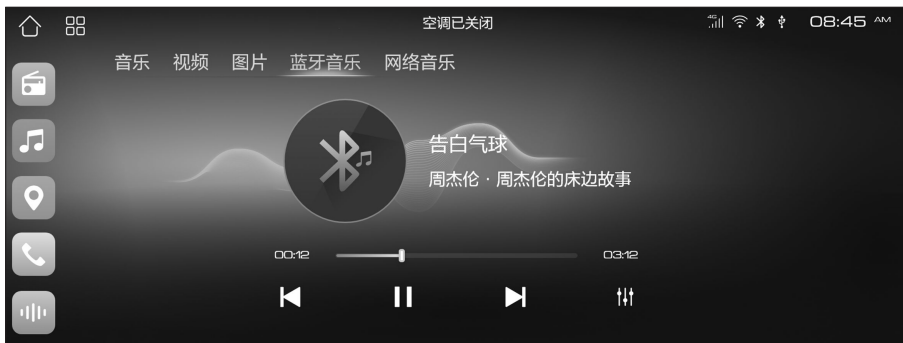 空调已关闭
4G
08:45 AM
音乐 视频 图片 蓝牙音乐 网络音乐
告白气球
周杰伦 · 周杰伦的床边故事
00:12 03:12